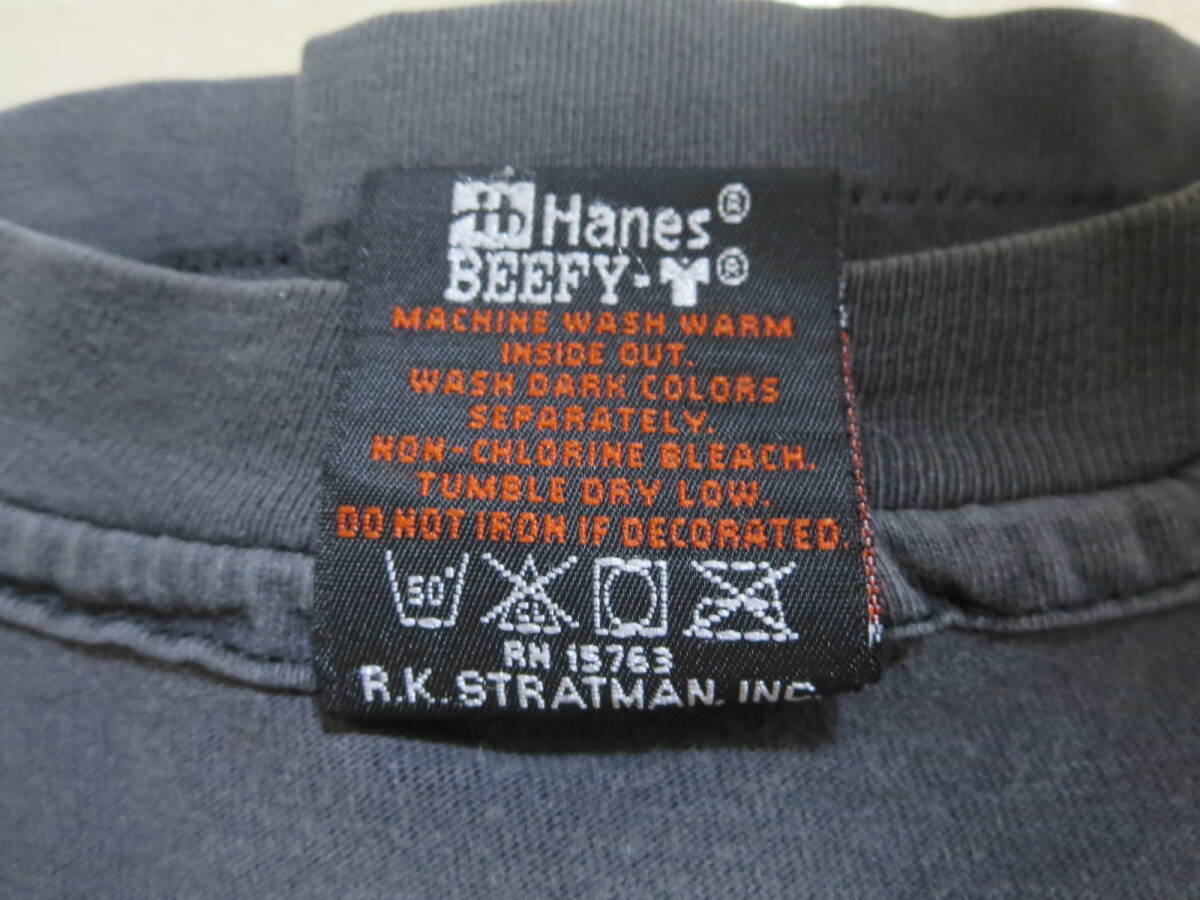 Hanes®
BEEFY-T®
MACHINE WASH WARM
INSIDE OUT.
WASH DARK COLORS
SEPARATELY.
NON-CHLORINE BLEACH.
TUMBLE DRY LOW.
DO NOT IRON IF DECORATED.
30°
RN 15763
R.K. STRATMAN, INC.